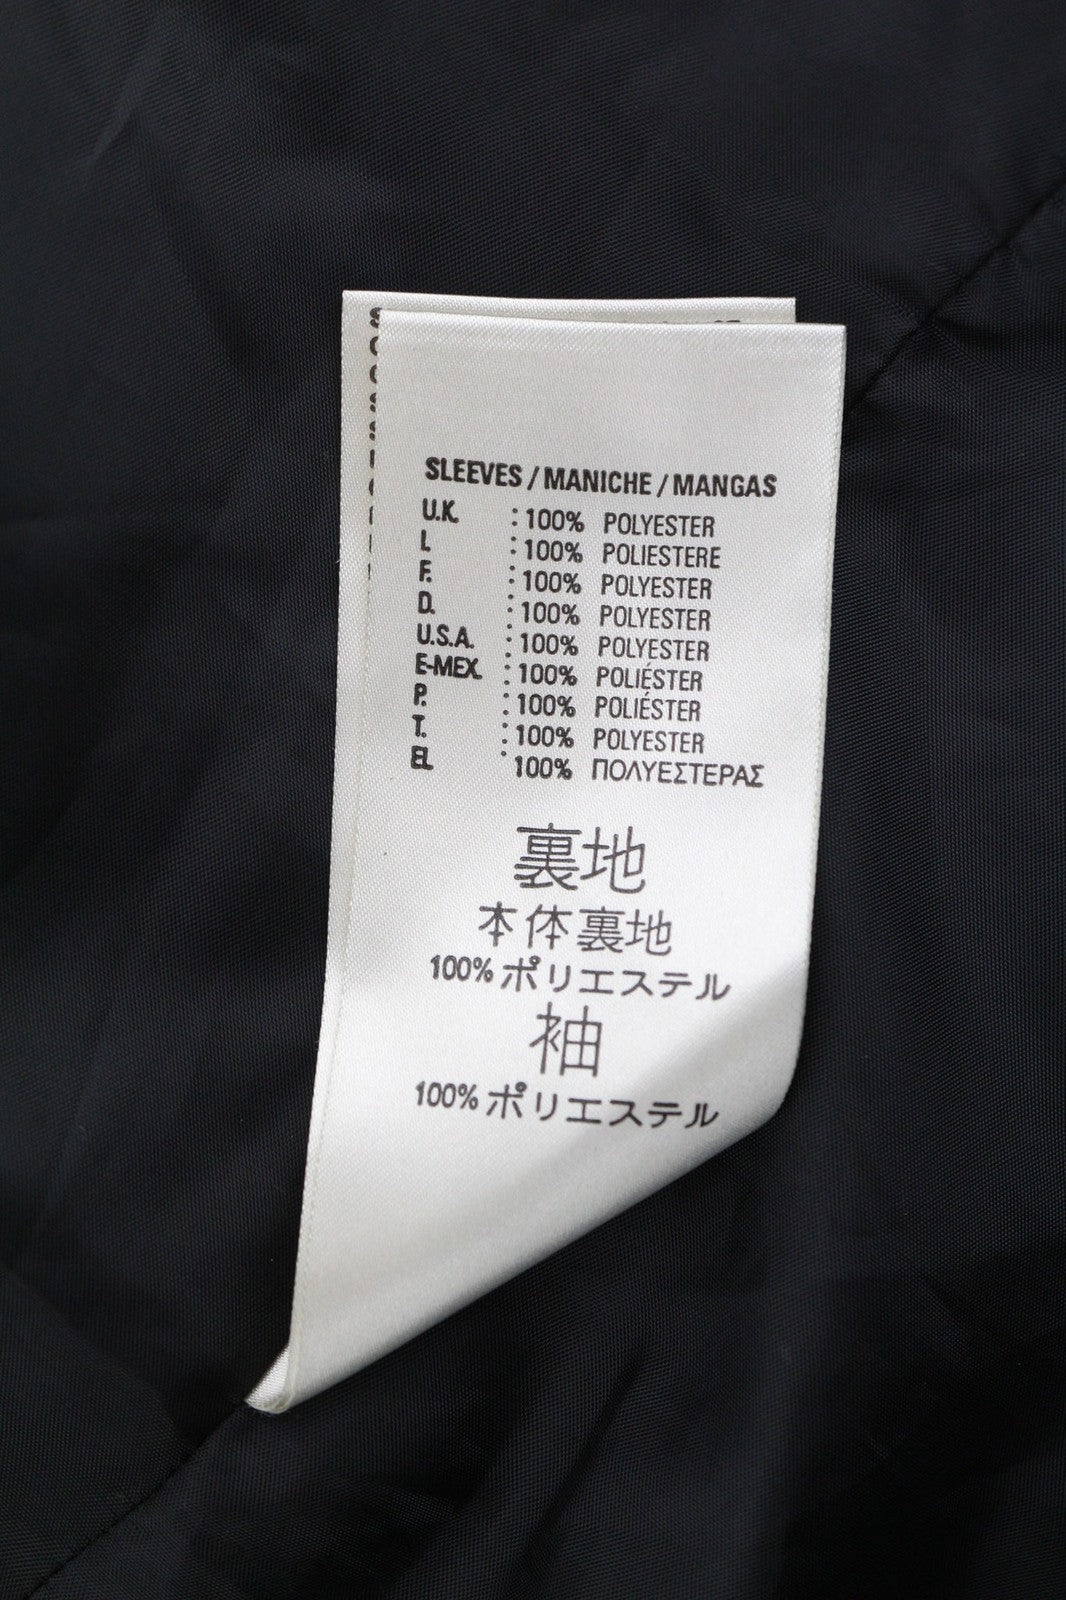 SLEEVES / MANICHE / MANGAS
U.K. : 100% POLYESTER
I. : 100% POLIESTERE
F. : 100% POLYESTER
D. : 100% POLYESTER
U.S.A. : 100% POLYESTER
E-MEX. : 100% POLIÉSTER
P. : 100% POLIÉSTER
T. : 100% POLYESTER
EL : 100% ΠΟΛΥΕΣΤΕΡΑΣ
裏地
本体裏地
100% ポリエステル
袖
100% ポリエステル